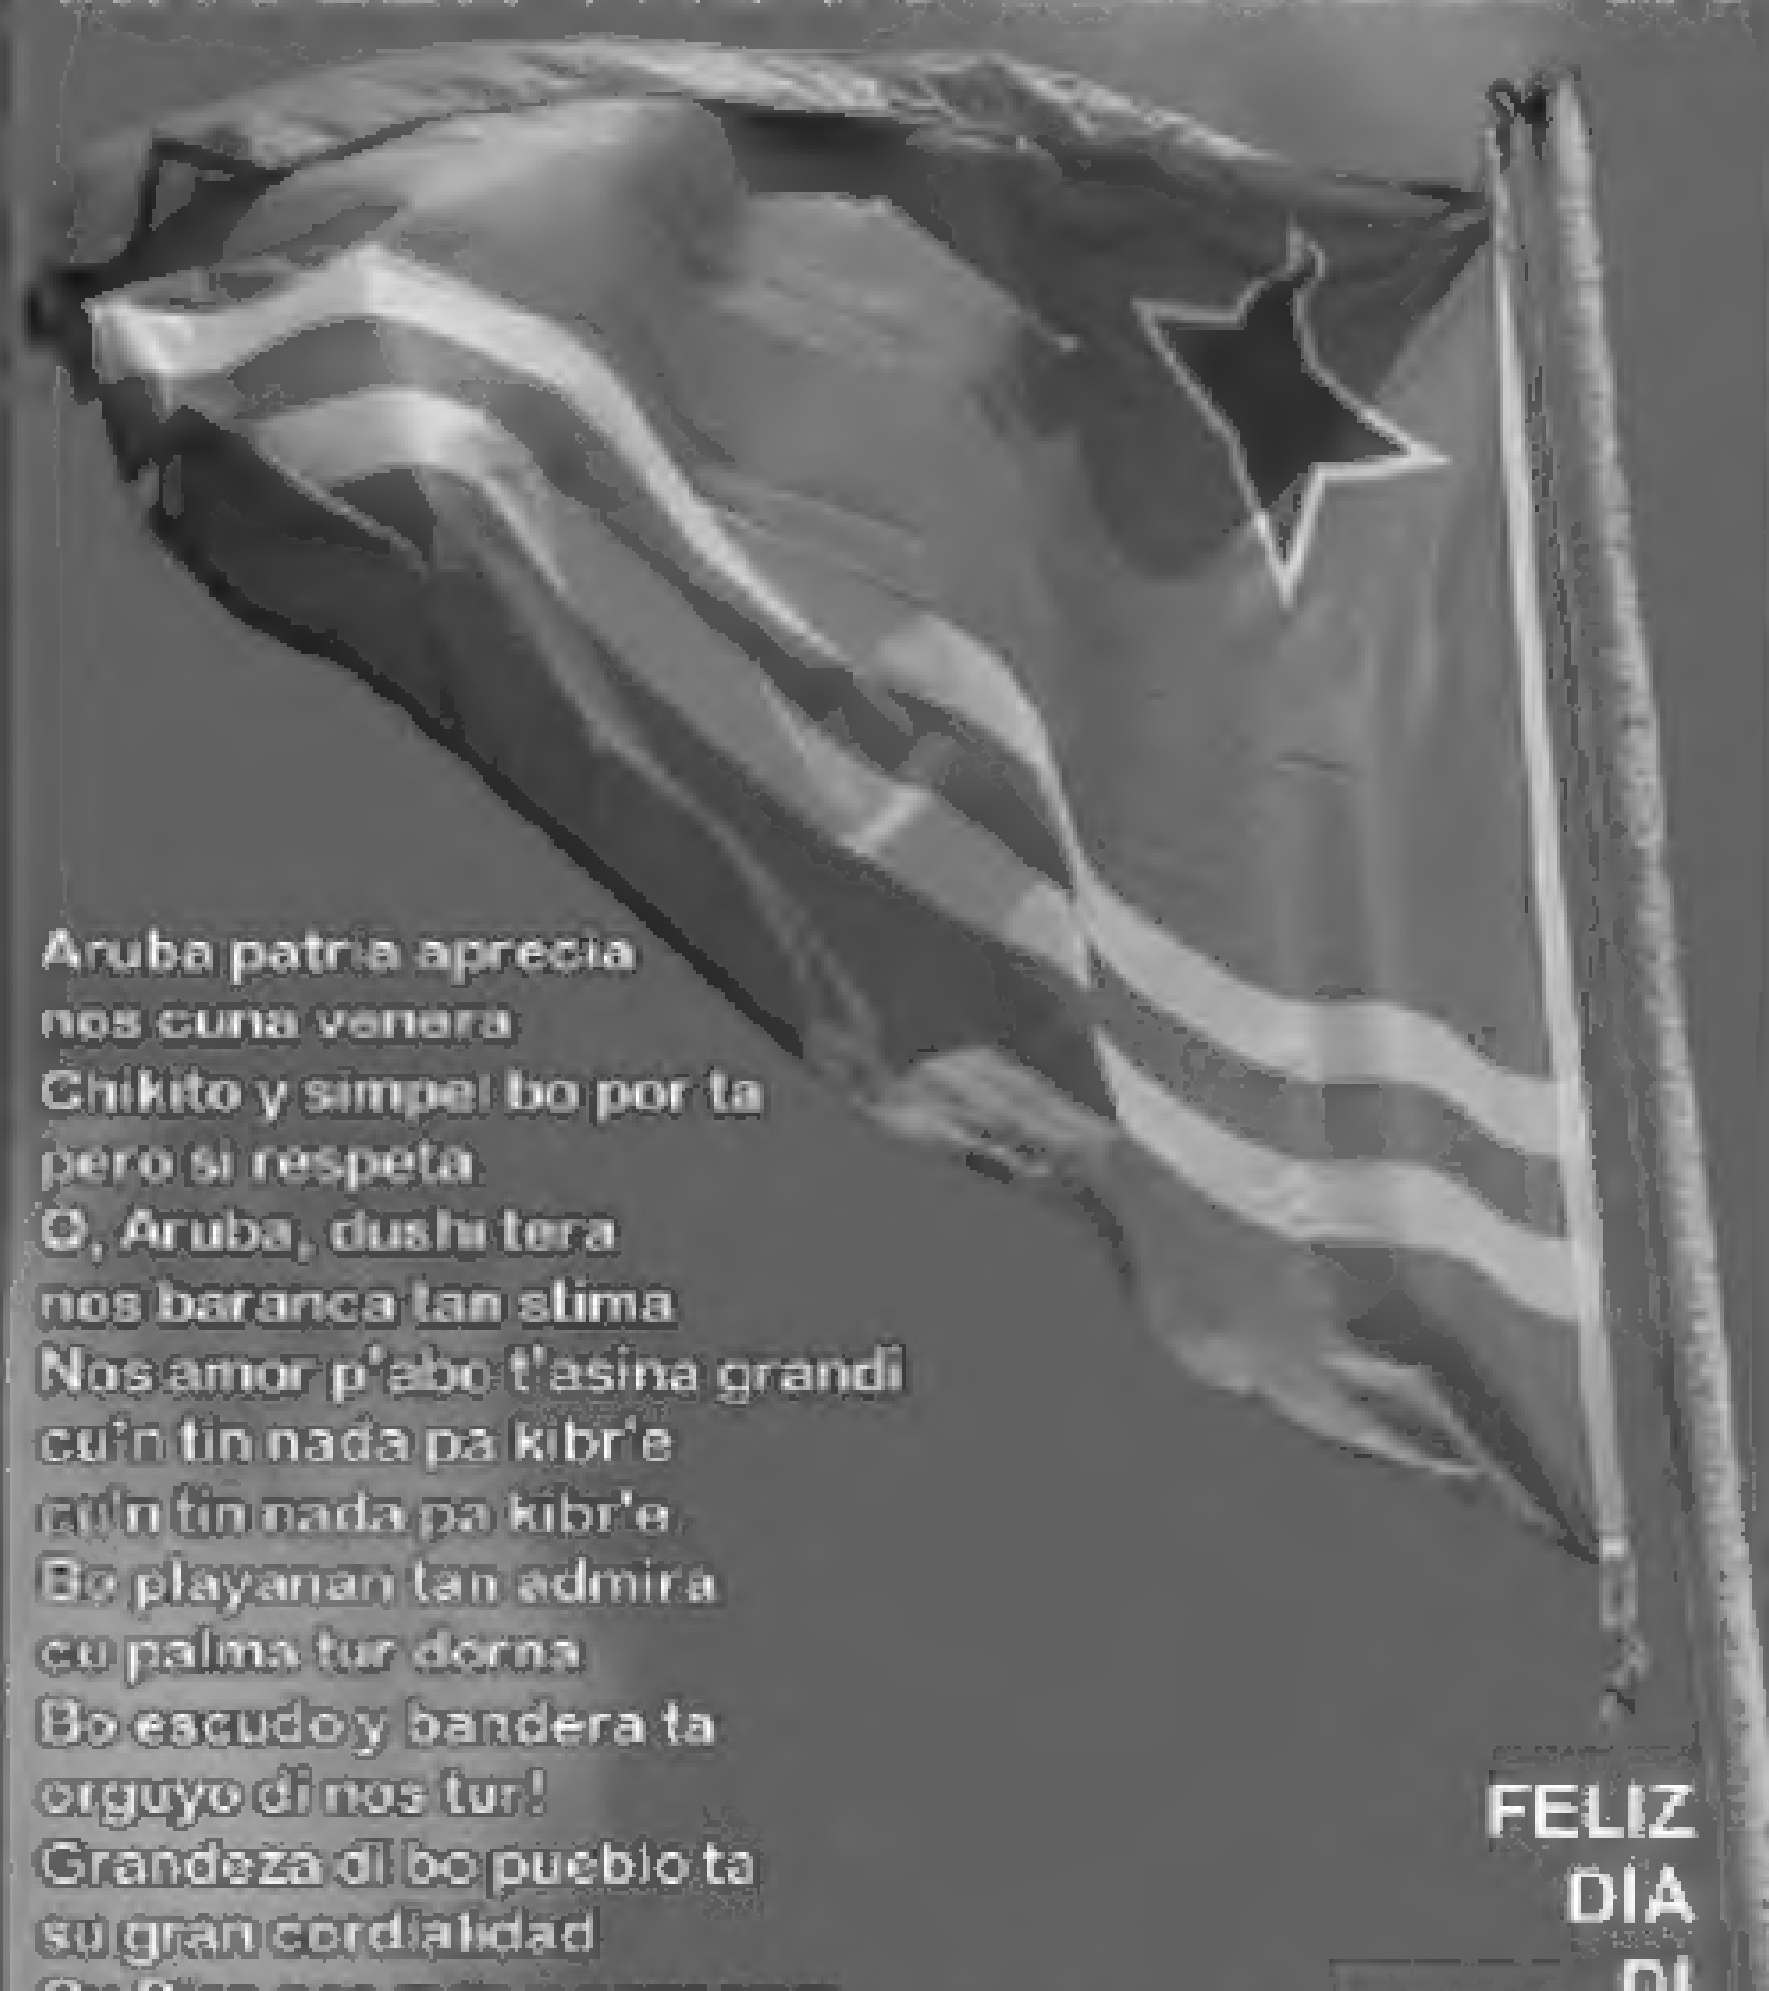 Aruba patria aprecia
nos cuna venera
Chikito y simpel bo por ta
pero si respeta
O, Aruba, dushi tera
nos baranca tan stima
Nos amor p'abo t'asina grandi
cu'n tin nada pa kibr'e
cu'n tin nada pa kibr'e
Bo playanan tan admira
cu palma tur dorna
Bo escudo y bandera ta
orguyo di nos tur!
Grandeza di bo pueblo ta
su gran cordialidad
FELIZ
DIA
DI